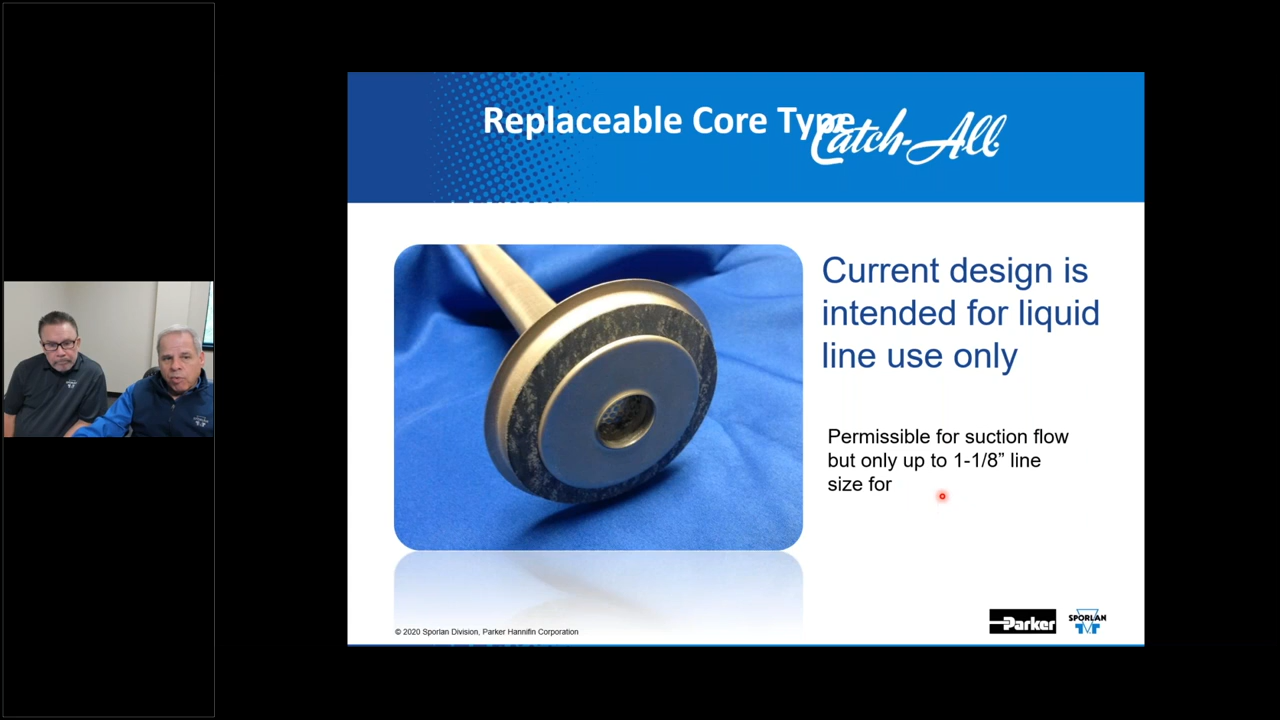 Replaceable Core Type
Catch-All
Current design is
intended for liquid
line use only
Permissible for suction flow
but only up to 1-1/8” line
size for
© 2020 Sporlan Division, Parker Hannifin Corporation
Parker
SPORLAN